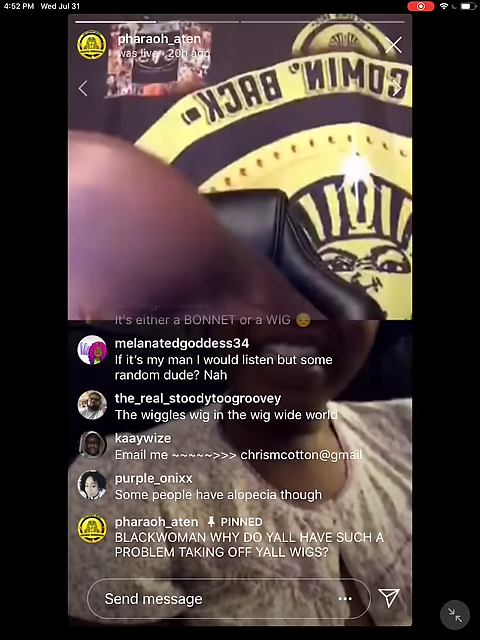 4:52 PM Wed Jul 31
pharaoh_aten
was live · 20h ago
COMIN' BACK."
It's either a BONNET or a WIG 😔
melanatedgoddess34
If it's my man I would listen but some
random dude? Nah
the_real_stoodytoogroovey
The wiggles wig in the wig wide world
kaaywize
Email me ~~~~~>>> chrismcotton@gmail
purple_onixx
Some people have alopecia though
pharaoh_aten PINNED
BLACKWOMAN WHY DO YALL HAVE SUCH A
PROBLEM TAKING OFF YALL WIGS?
Send message